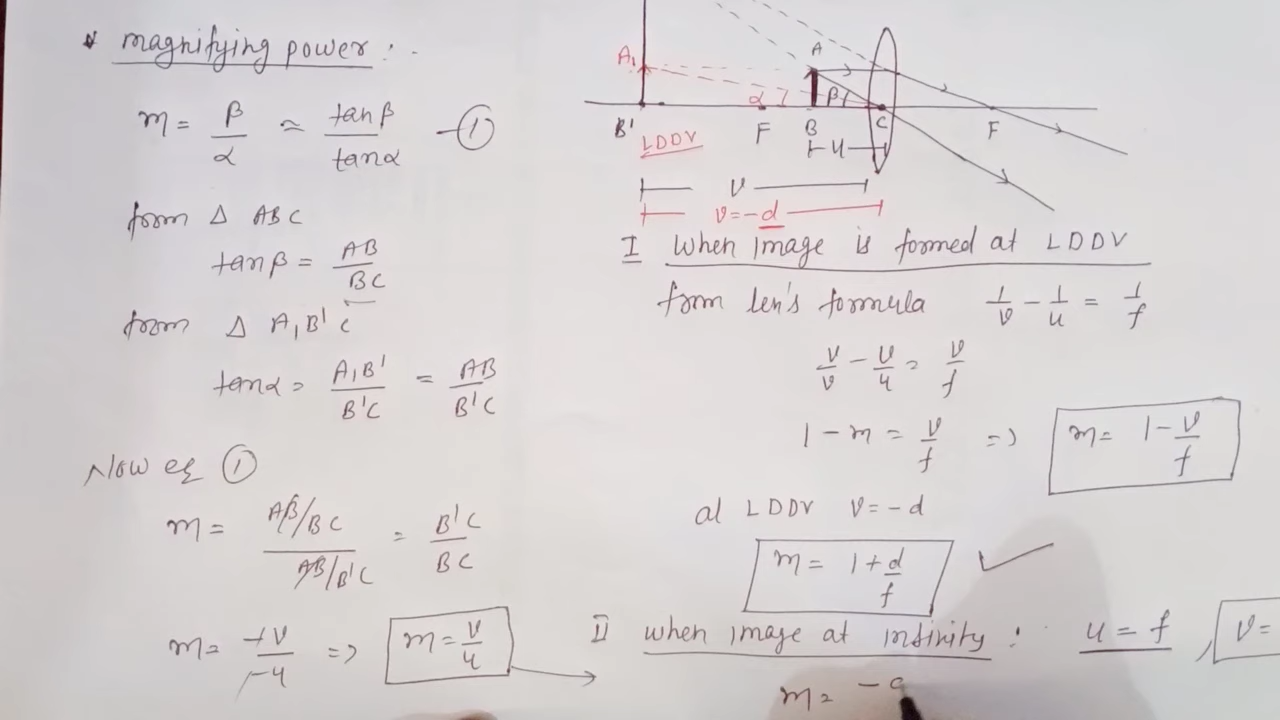 * magnifying power :-
m = β/α ≈ tanβ/tanα —①
form Δ ABC
tanβ = AB/BC
from Δ A₁B'C
tanα = A₁B'/B'C = AB/B'C
Now eq ①
m = AB/BC / AB/B'C = B'C/BC
m = +v/-u => m = v/u
A
A₁
α
β
B'
F
B
C
F
LDDV
u
v
v = -d
I when image is formed at LDDV
from len's formula 1/v - 1/u = 1/f
v/v - v/u = v/f
1 - m = v/f => m = 1 - v/f
at LDDV v = -d
m = 1 + d/f
II when image at infinity : u = f , v =
m = -